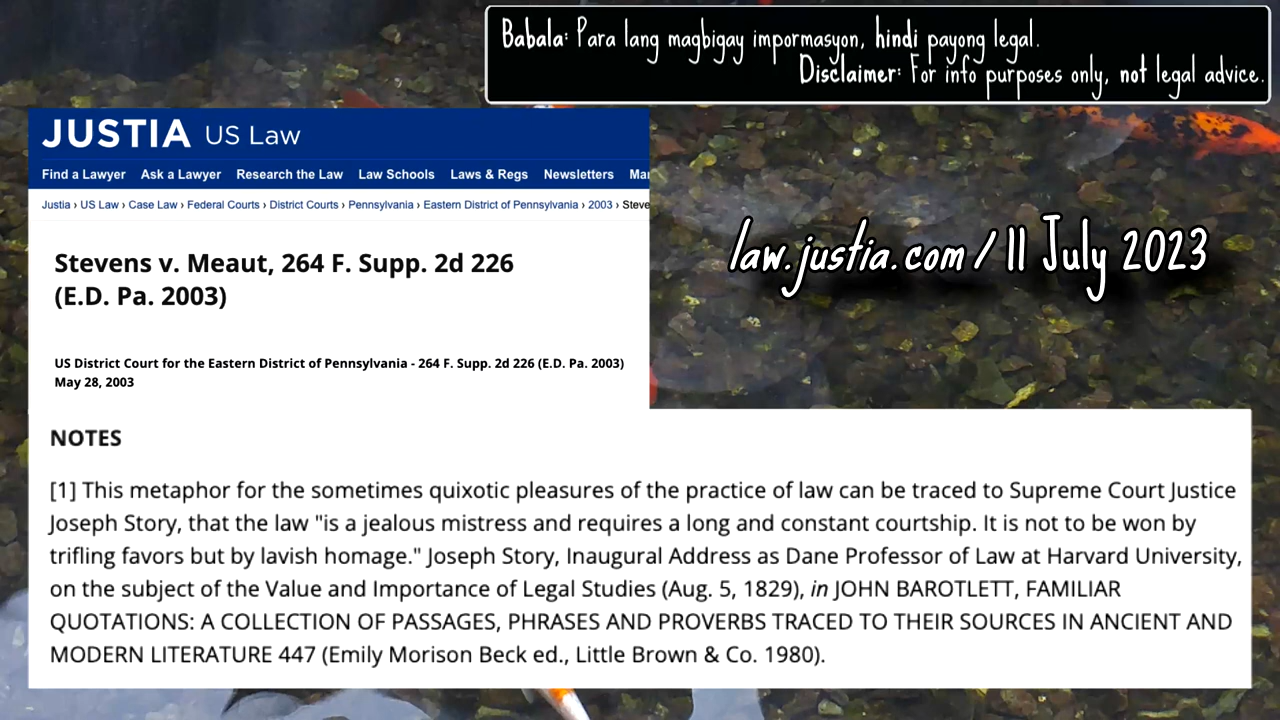 Babala: Para lang magbigay impormasyon, hindi payong legal.
Disclaimer: For info purposes only, not legal advice.
JUSTIA US Law
Find a Lawyer Ask a Lawyer Research the Law Law Schools Laws & Regs Newsletters Mar
Justia › US Law › Case Law › Federal Courts › District Courts › Pennsylvania › Eastern District of Pennsylvania › 2003 › Steve
Stevens v. Meaut, 264 F. Supp. 2d 226
(E.D. Pa. 2003)
law.justia.com / 11 July 2023
US District Court for the Eastern District of Pennsylvania - 264 F. Supp. 2d 226 (E.D. Pa. 2003)
May 28, 2003
NOTES
[1] This metaphor for the sometimes quixotic pleasures of the practice of law can be traced to Supreme Court Justice
Joseph Story, that the law "is a jealous mistress and requires a long and constant courtship. It is not to be won by
trifling favors but by lavish homage." Joseph Story, Inaugural Address as Dane Professor of Law at Harvard University,
on the subject of the Value and Importance of Legal Studies (Aug. 5, 1829), in JOHN BAROTLETT, FAMILIAR
QUOTATIONS: A COLLECTION OF PASSAGES, PHRASES AND PROVERBS TRACED TO THEIR SOURCES IN ANCIENT AND
MODERN LITERATURE 447 (Emily Morison Beck ed., Little Brown & Co. 1980).